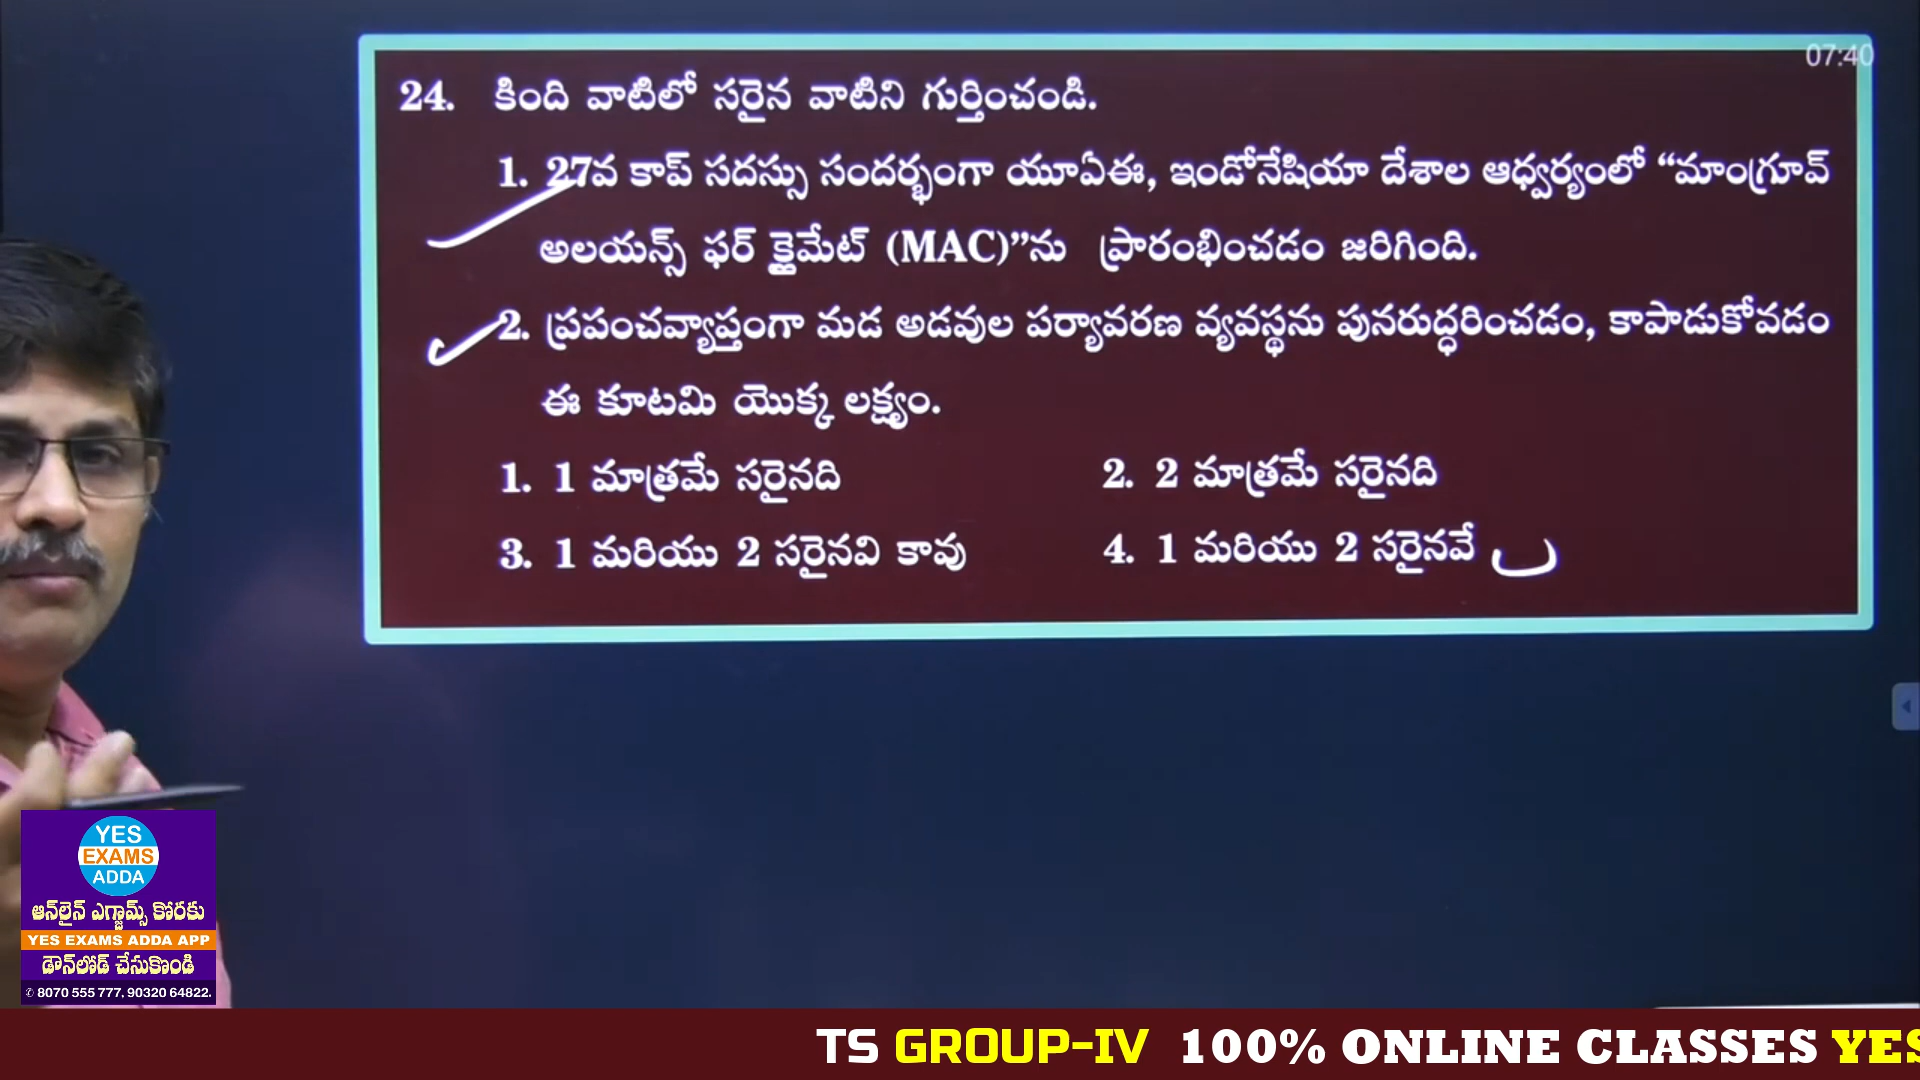 07:40
24. కింది వాటిలో సరైన వాటిని గుర్తించండి.
1. 27వ కాప్ సదస్సు సందర్భంగా యూఏఈ, ఇండోనేషియా దేశాల ఆధ్వర్యంలో “మాంగ్రూవ్
అలయన్స్ ఫర్ క్లైమేట్ (MAC)”ను ప్రారంభించడం జరిగింది.
2. ప్రపంచవ్యాప్తంగా మడ అడవుల పర్యావరణ వ్యవస్థను పునరుద్ధరించడం, కాపాడుకోవడం
ఈ కూటమి యొక్క లక్ష్యం.
1. 1 మాత్రమే సరైనది 2. 2 మాత్రమే సరైనది
3. 1 మరియు 2 సరైనవి కావు 4. 1 మరియు 2 సరైనవే
YES
EXAMS
ADDA
ఆన్‌లైన్ ఎగ్జామ్స్ కోరకు
YES EXAMS ADDA APP
డౌన్‌లోడ్ చేసుకొండి
✆ 8070 555 777, 90320 64822.
TS GROUP-IV 100% ONLINE CLASSES YES